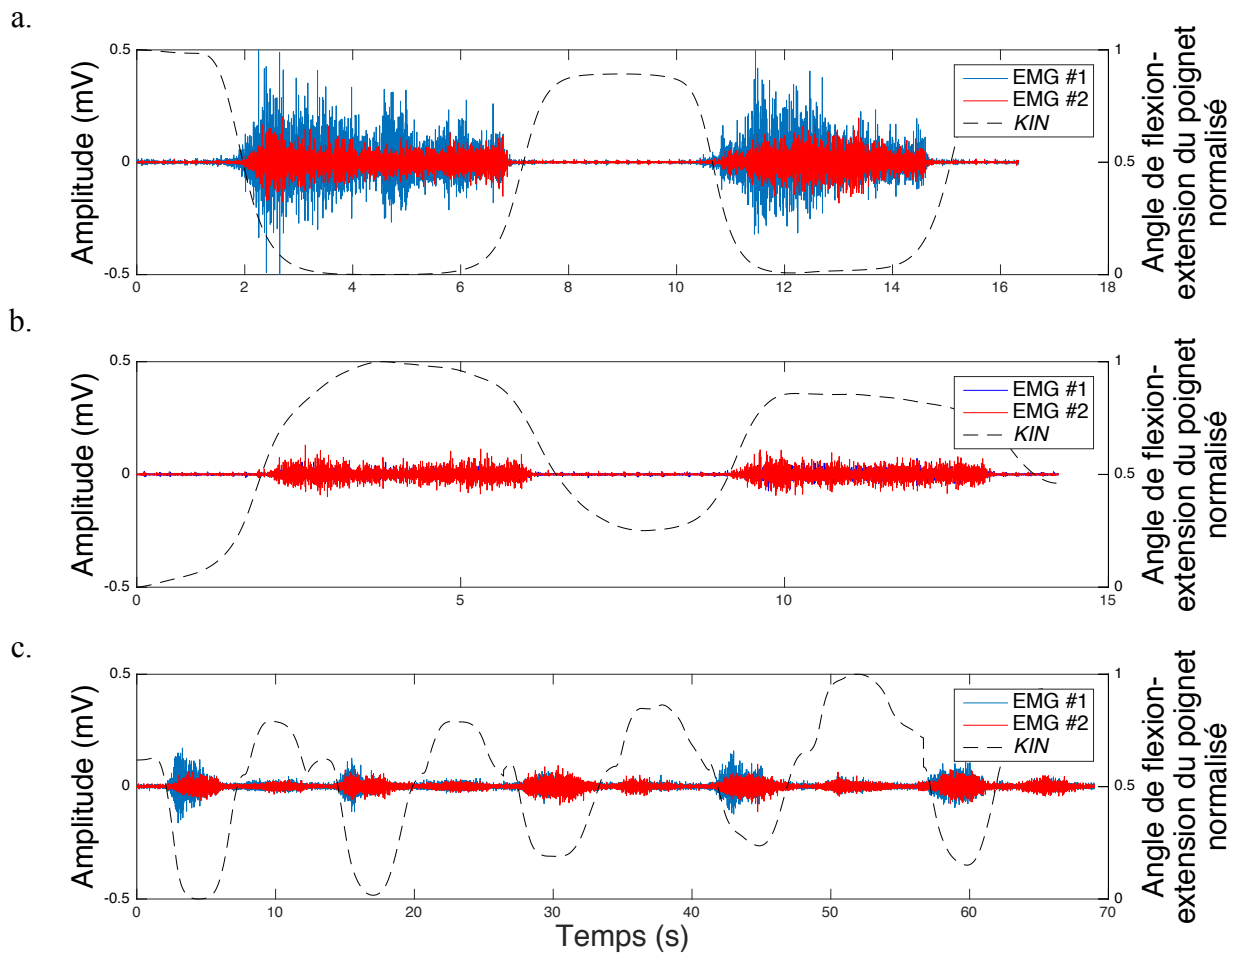 a.
Amplitude (mV)
0.5
0
-0.5
0 2 4 6 8 10 12 14 16 18
1
0.5
0
EMG #1
EMG #2
KIN
Angle de flexion-
extension du poignet
normalisé
b.
Amplitude (mV)
0.5
0
-0.5
0 5 10 15
1
0.5
0
EMG #1
EMG #2
KIN
Angle de flexion-
extension du poignet
normalisé
c.
Amplitude (mV)
0.5
0
-0.5
0 10 20 30 40 50 60 70
1
0.5
0
EMG #1
EMG #2
KIN
Angle de flexion-
extension du poignet
normalisé
Temps (s)